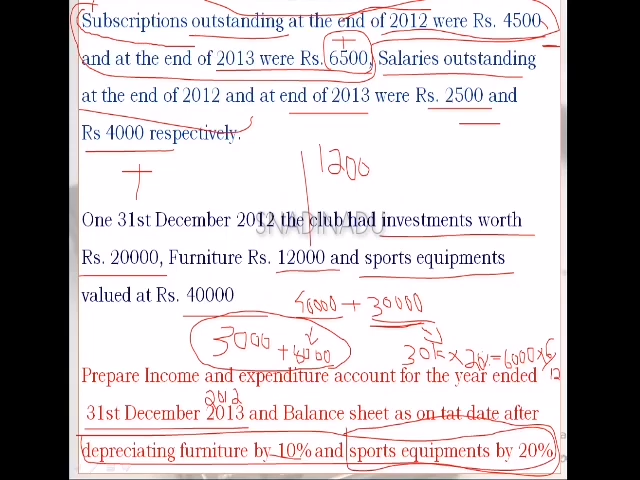 Subscriptions outstanding at the end of 2012 were Rs. 4500
and at the end of 2013 were Rs. 6500, Salaries outstanding
at the end of 2012 and at end of 2013 were Rs. 2500 and
Rs 4000 respectively.
1200
One 31st December 2012 the club had investments worth
Rs. 20000, Furniture Rs. 12000 and sports equipments
valued at Rs. 40000
40000 + 30000
3000 + 8000
Prepare Income and expenditure account for the year ended
2012
31st December 2013 and Balance sheet as on tat date after
depreciating furniture by 10% and sports equipments by 20%